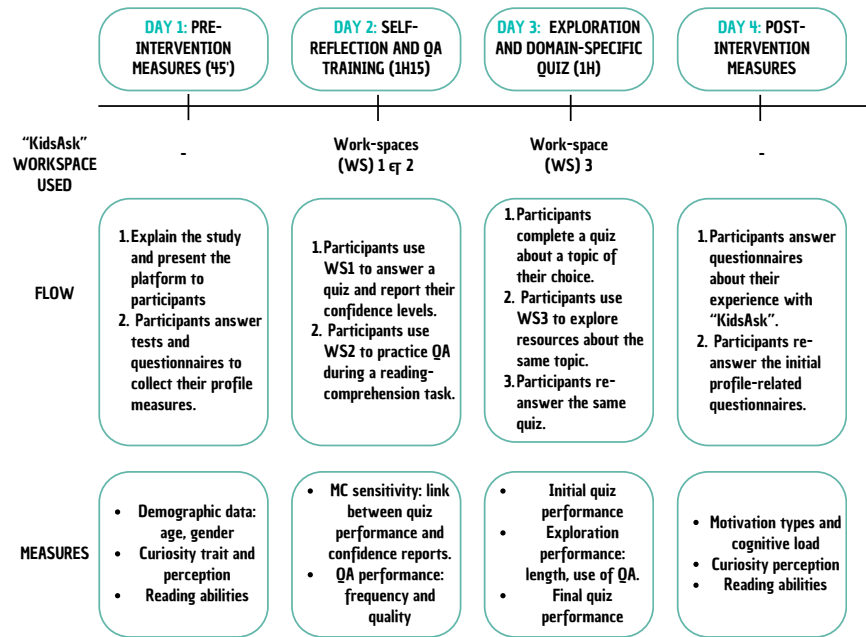 DAY 1: PRE-
INTERVENTION
MEASURES (45')
DAY 2: SELF-
REFLECTION AND QA
TRAINING (1H15)
DAY 3: EXPLORATION
AND DOMAIN-SPECIFIC
QUIZ (1H)
DAY 4: POST-
INTERVENTION
MEASURES
“KidsAsk”
WORKSPACE
USED
-
Work-spaces
(WS) 1 et 2
Work-space
(WS) 3
-
FLOW
1. Explain the study
and present the
platform to
participants
2. Participants answer
tests and
questionnaires to
collect their profile
measures.
1. Participants use
WS1 to answer a
quiz and report their
confidence levels.
2. Participants use
WS2 to practice QA
during a reading-
comprehension task.
1. Participants
complete a quiz
about a topic of
their choice.
2. Participants use
WS3 to explore
resources about the
same topic.
3. Participants re-
answer the same
quiz.
1. Participants answer
questionnaires
about their
experience with
“KidsAsk”.
2. Participants re-
answer the initial
profile-related
questionnaires.
MEASURES
• Demographic data:
age, gender
• Curiosity trait and
perception
• Reading abilities
• MC sensitivity: link
between quiz
performance and
confidence reports.
• QA performance:
frequency and
quality
• Initial quiz
performance
• Exploration
performance:
length, use of QA.
• Final quiz
performance
• Motivation types and
cognitive load
• Curiosity perception
• Reading abilities